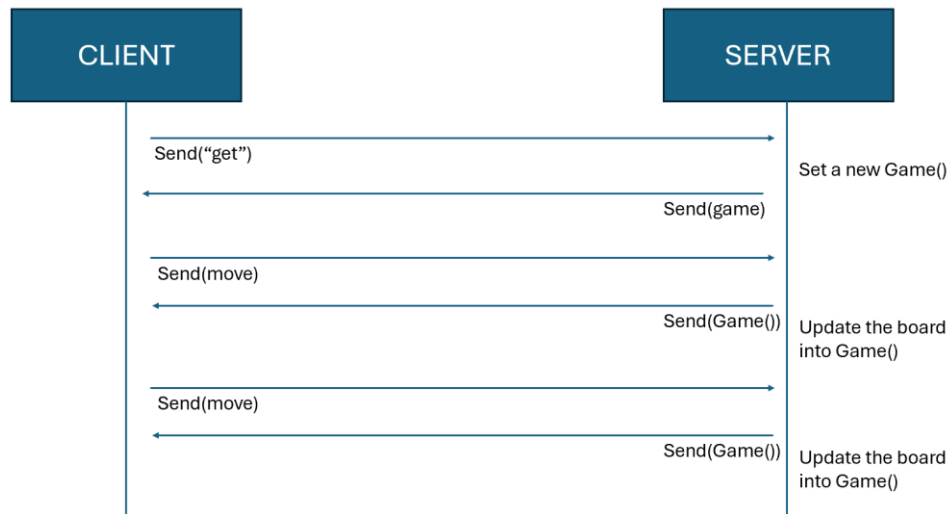 CLIENT
SERVER
Send(“get”)
Set a new Game()
Send(game)
Send(move)
Send(Game())
Update the board
into Game()
Send(move)
Send(Game())
Update the board
into Game()